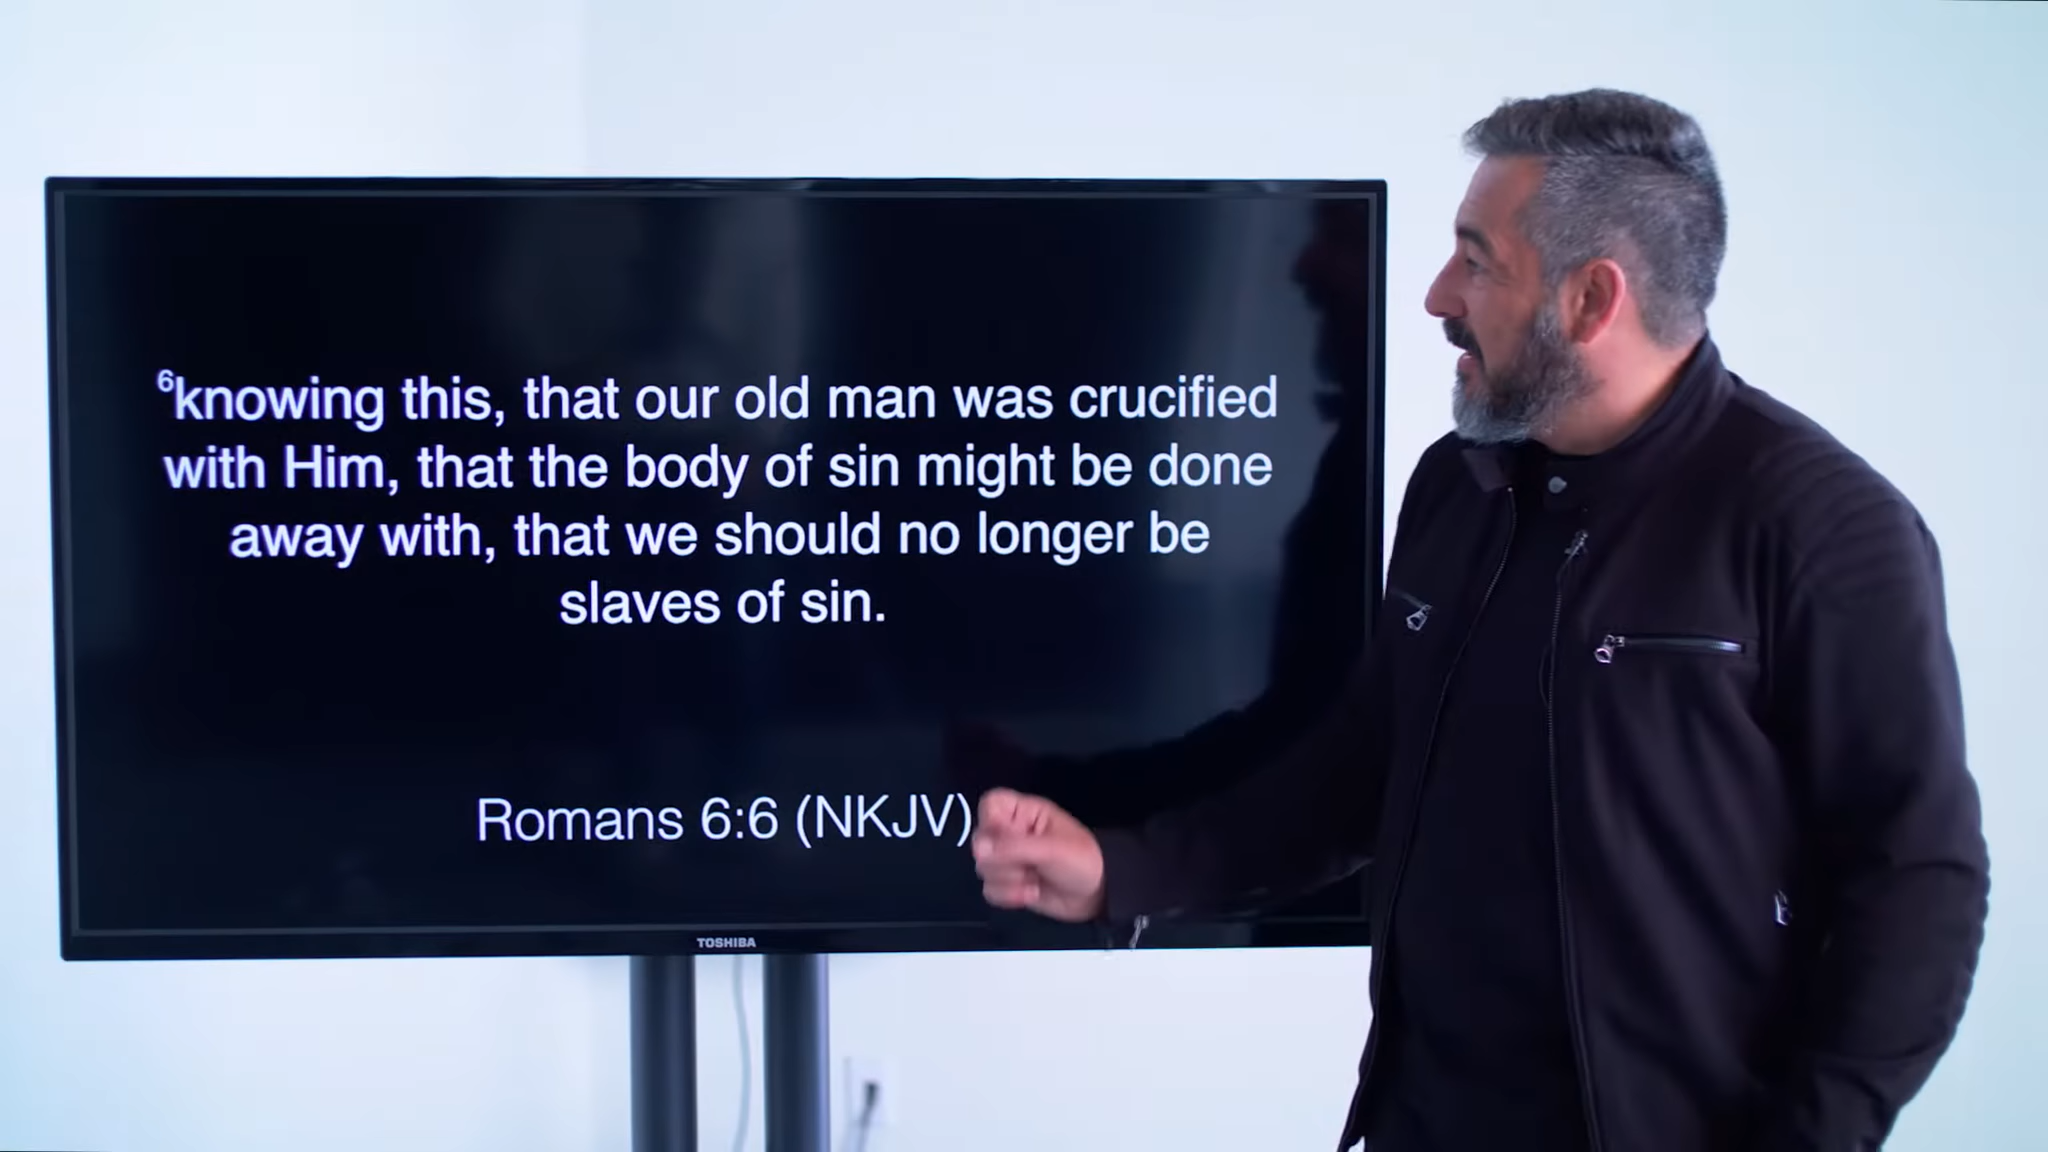 ⁶knowing this, that our old man was crucified
with Him, that the body of sin might be done
away with, that we should no longer be
slaves of sin.
Romans 6:6 (NKJV)
TOSHIBA